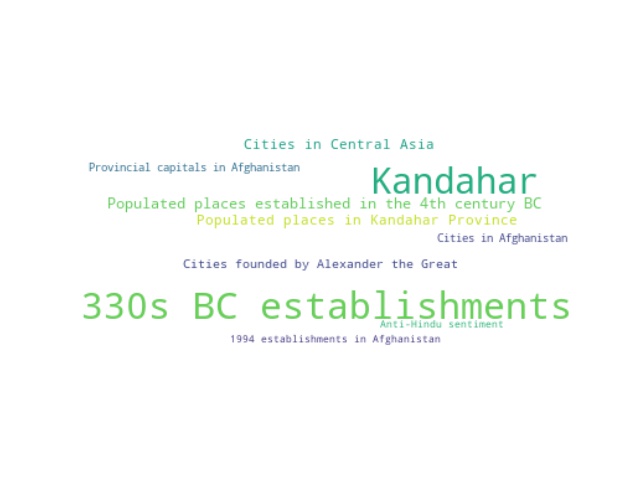 Cities in Central Asia
Provincial capitals in Afghanistan
Kandahar
Populated places established in the 4th century BC
Populated places in Kandahar Province
Cities in Afghanistan
Cities founded by Alexander the Great
330s BC establishments
Anti-Hindu sentiment
1994 establishments in Afghanistan